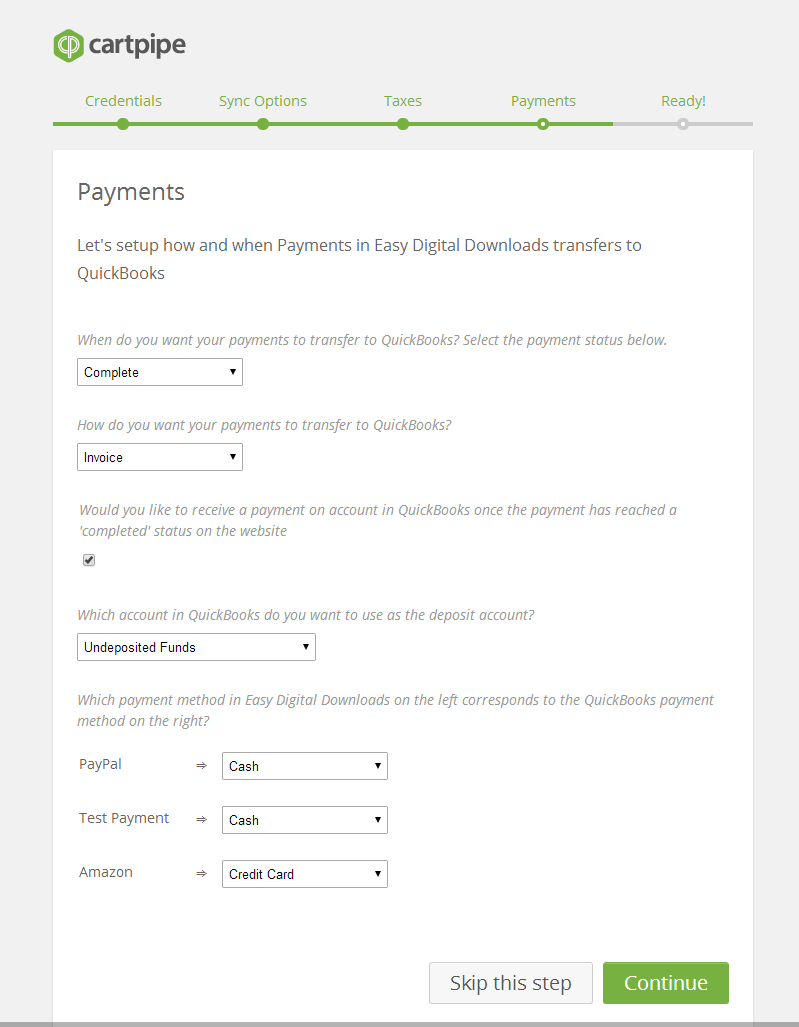 cartpipe
Credentials
Sync Options
Taxes
Payments
Ready!
Payments
Let's setup how and when Payments in Easy Digital Downloads transfers to
QuickBooks
When do you want your payments to transfer to QuickBooks? Select the payment status below.
Complete
How do you want your payments to transfer to QuickBooks?
Invoice
Would you like to receive a payment on account in QuickBooks once the payment has reached a
'completed' status on the website
Which account in QuickBooks do you want to use as the deposit account?
Undeposited Funds
Which payment method in Easy Digital Downloads on the left corresponds to the QuickBooks payment
method on the right?
PayPal ⇒ Cash
Test Payment ⇒ Cash
Amazon ⇒ Credit Card
Skip this step
Continue